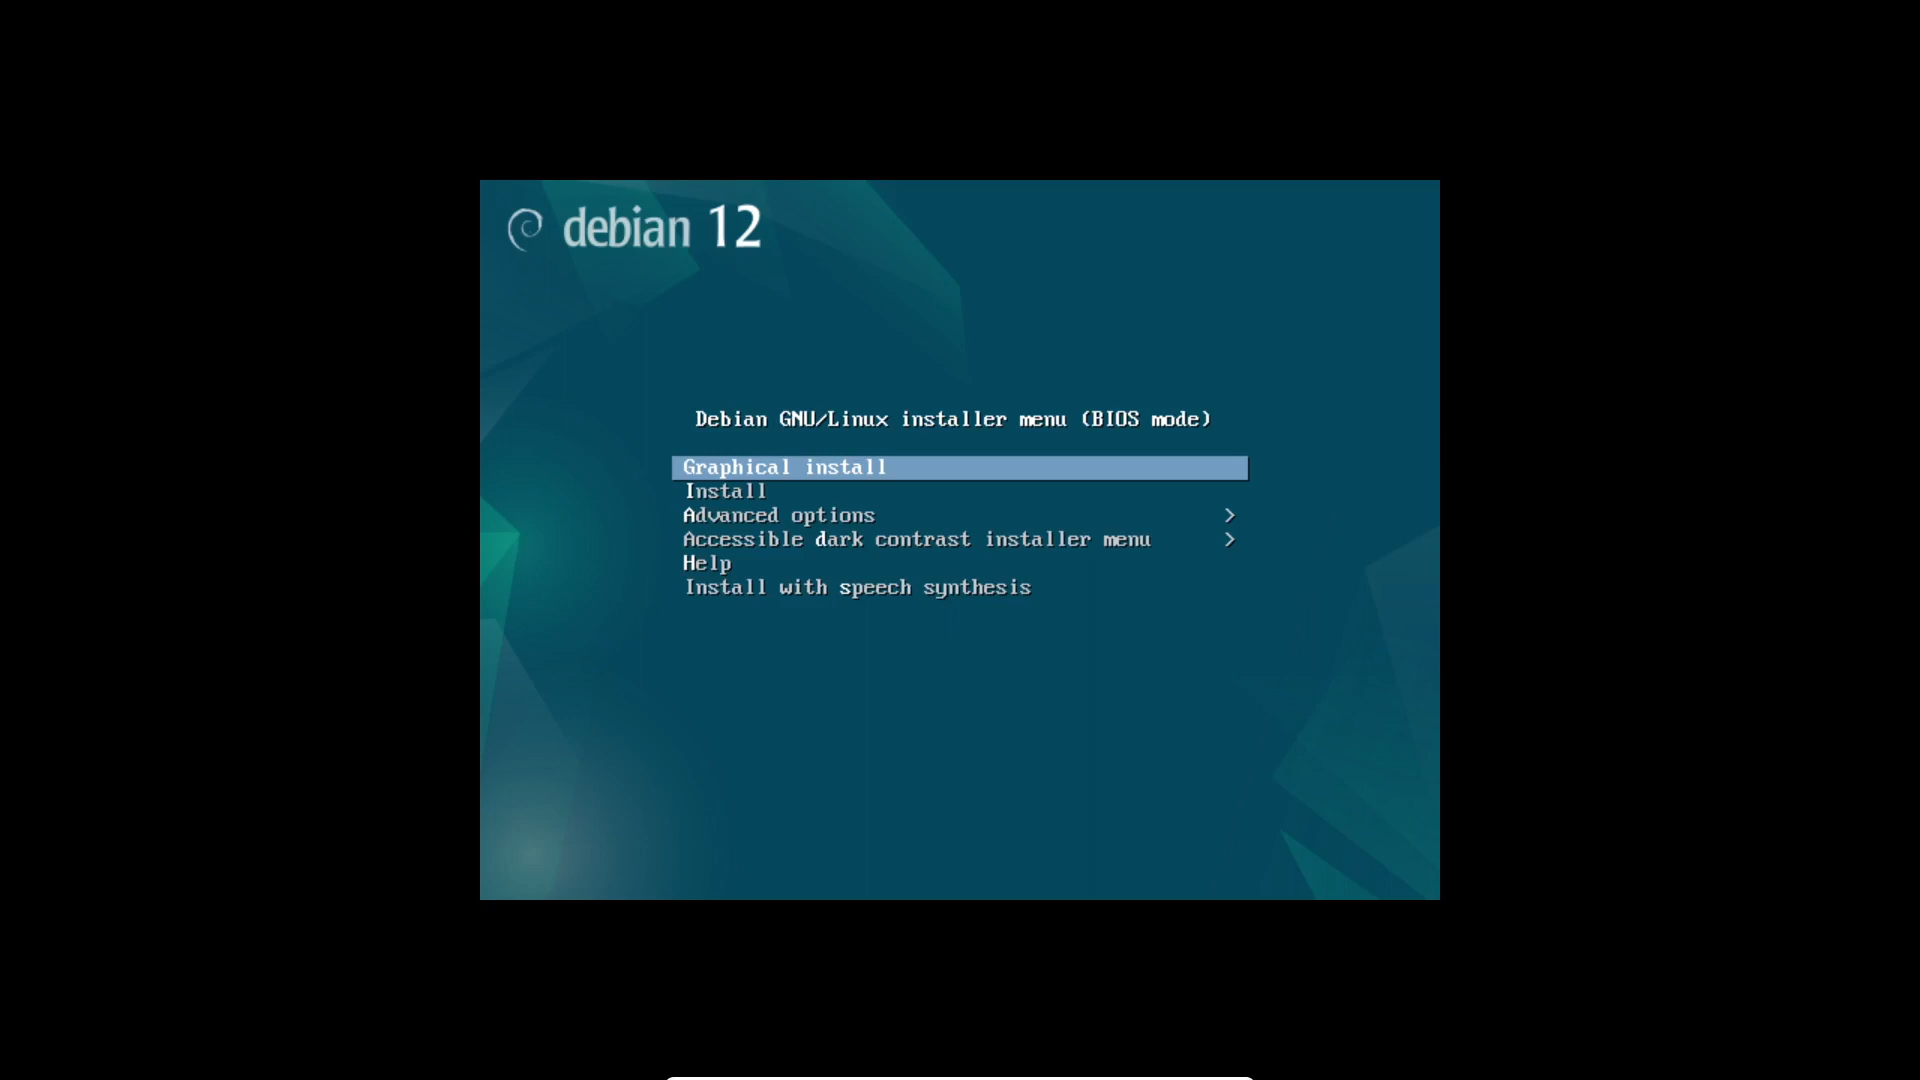 debian 12
Debian GNU/Linux installer menu (BIOS mode)
Graphical install
Install
Advanced options >
Accessible dark contrast installer menu >
Help
Install with speech synthesis